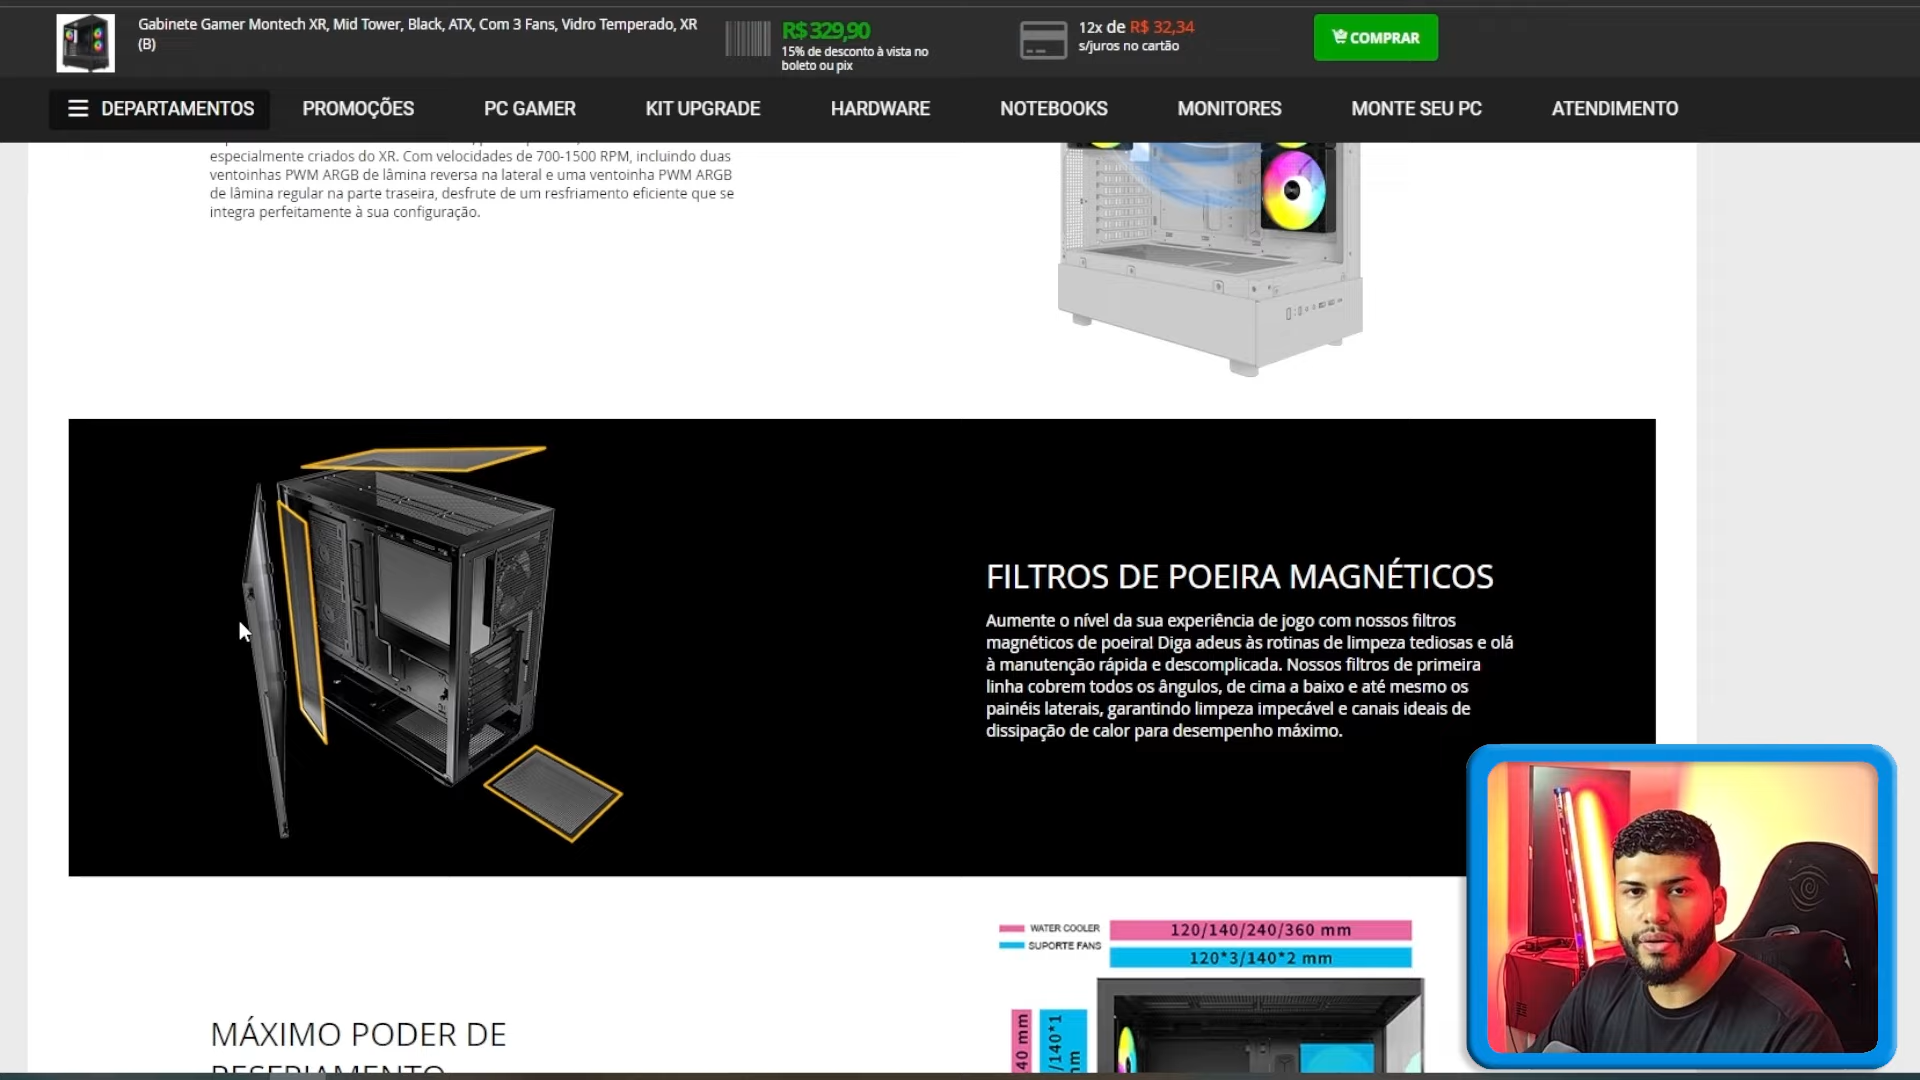 Gabinete Gamer Montech XR, Mid Tower, Black, ATX, Com 3 Fans, Vidro Temperado, XR
(B)
R$ 329,90
15% de desconto à vista no
boleto ou pix
12x de R$ 32,34
s/juros no cartão
COMPRAR
DEPARTAMENTOS
PROMOÇÕES
PC GAMER
KIT UPGRADE
HARDWARE
NOTEBOOKS
MONITORES
MONTE SEU PC
ATENDIMENTO
especialmente criados do XR. Com velocidades de 700-1500 RPM, incluindo duas
ventoinhas PWM ARGB de lâmina reversa na lateral e uma ventoinha PWM ARGB
de lâmina regular na parte traseira, desfrute de um resfriamento eficiente que se
integra perfeitamente à sua configuração.
FILTROS DE POEIRA MAGNÉTICOS
Aumente o nível da sua experiência de jogo com nossos filtros
magnéticos de poeira! Diga adeus às rotinas de limpeza tediosas e olá
à manutenção rápida e descomplicada. Nossos filtros de primeira
linha cobrem todos os ângulos, de cima a baixo e até mesmo os
painéis laterais, garantindo limpeza impecável e canais ideais de
dissipação de calor para desempenho máximo.
WATER COOLER
SUPORTE FANS
120/140/240/360 mm
120*3/140*2 mm
40 mm
/140*1
mm
MÁXIMO PODER DE
RESFRIAMENTO